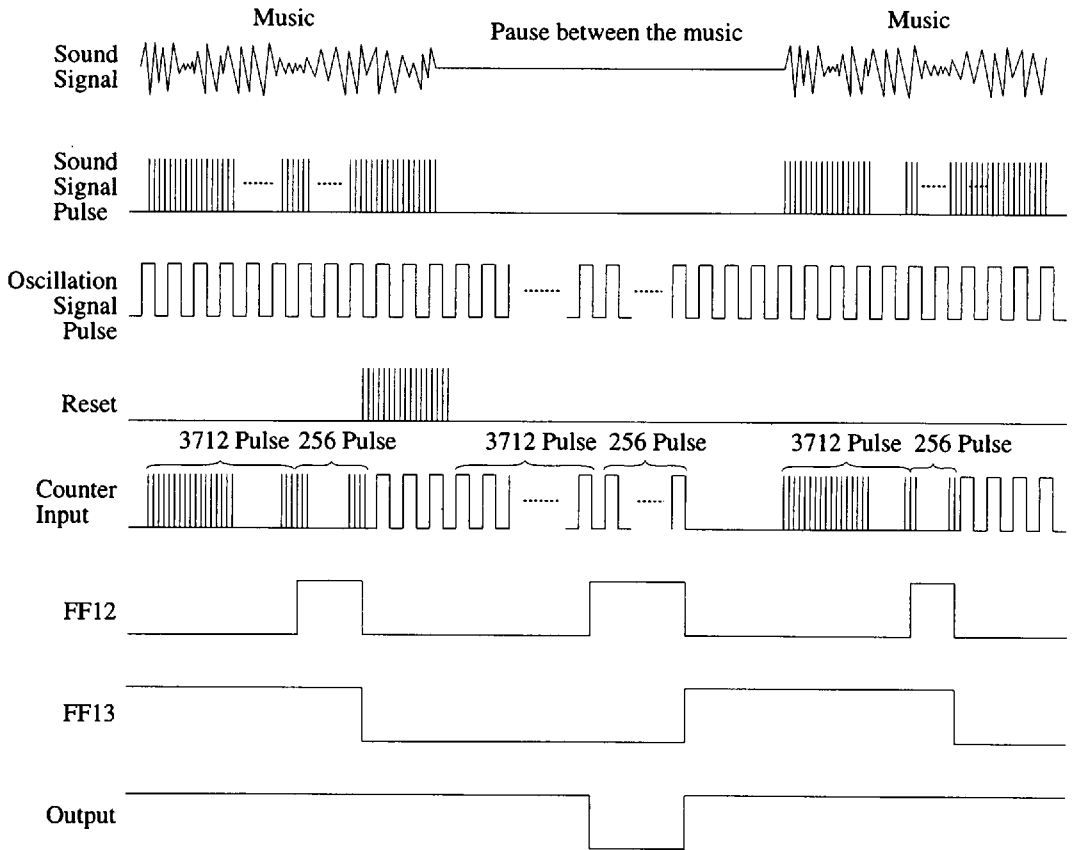 Music
Pause between the music
Music
Sound
Signal
Sound
Signal
Pulse
Oscillation
Signal
Pulse
Reset
3712 Pulse 256 Pulse
3712 Pulse
256 Pulse
3712 Pulse
256 Pulse
Counter
Input
FF12
FF13
Output